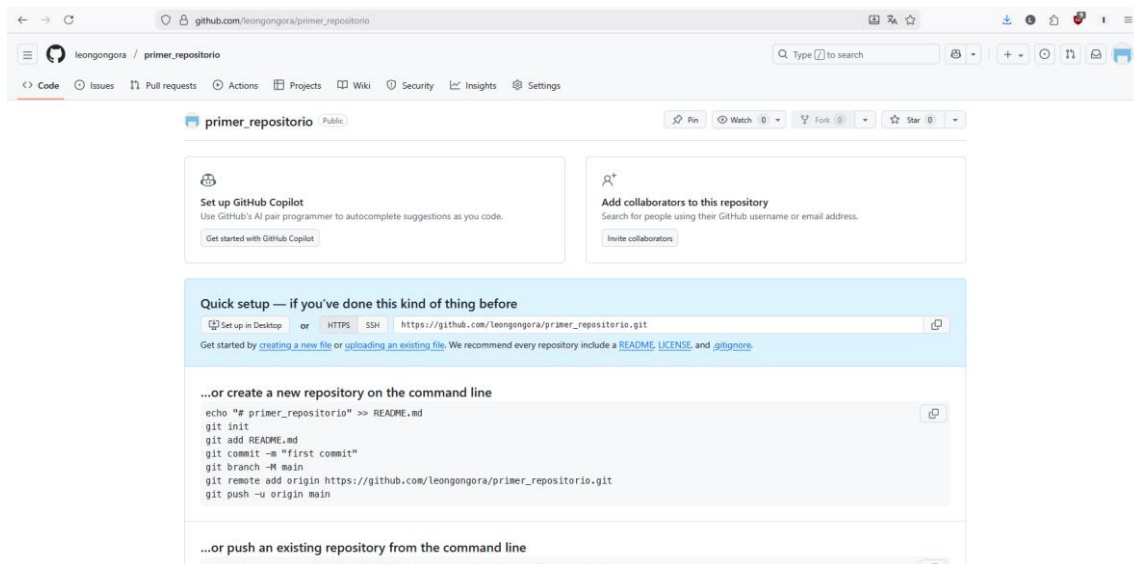 github.com/leongongora/primer_repositorio
leongongora / primer_repositorio
Type / to search
Code Issues Pull requests Actions Projects Wiki Security Insights Settings
primer_repositorio Public
Pin Watch 0 Fork 0 Star 0
Set up GitHub Copilot
Use GitHub's AI pair programmer to autocomplete suggestions as you code.
Get started with GitHub Copilot
Add collaborators to this repository
Search for people using their GitHub username or email address.
Invite collaborators
Quick setup — if you've done this kind of thing before
Set up in Desktop or HTTPS SSH https://github.com/leongongora/primer_repositorio.git
Get started by creating a new file or uploading an existing file. We recommend every repository include a README, LICENSE, and .gitignore.
...or create a new repository on the command line
echo "# primer_repositorio" >> README.md
git init
git add README.md
git commit -m "first commit"
git branch -M main
git remote add origin https://github.com/leongongora/primer_repositorio.git
git push -u origin main
...or push an existing repository from the command line